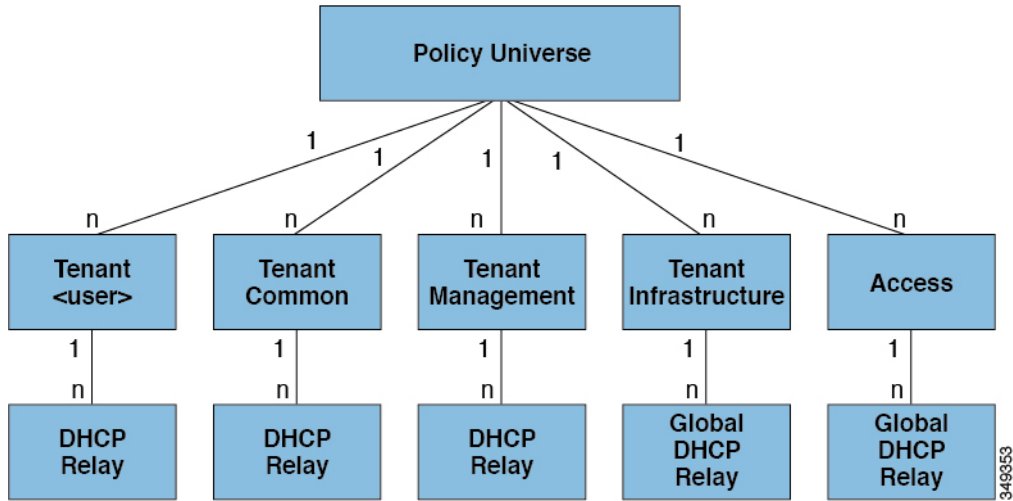 Policy Universe
1
1
1
1
1
n
n
n
n
n
Tenant
<user>
Tenant
Common
Tenant
Management
Tenant
Infrastructure
Access
1
1
1
1
1
n
n
n
n
n
DHCP
Relay
DHCP
Relay
DHCP
Relay
Global
DHCP
Relay
Global
DHCP
Relay
349353